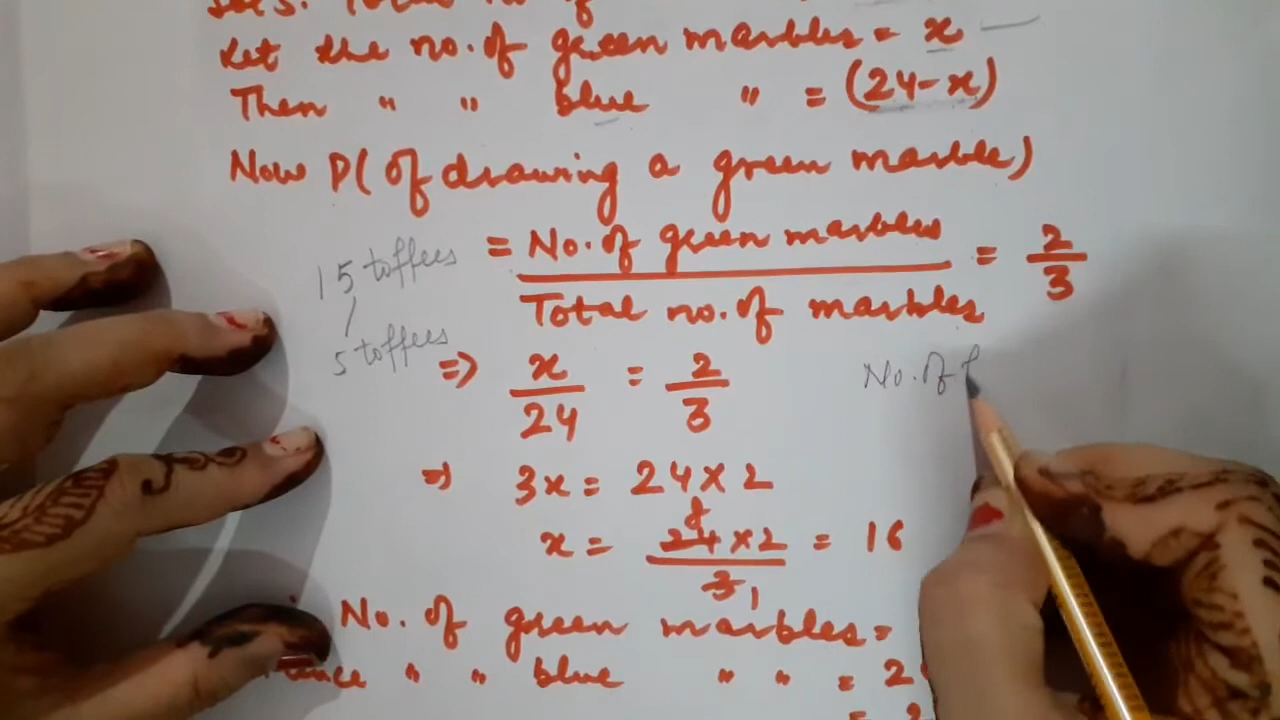 Let the no. of green marbles = x
Then " " blue " = (24-x)
Now P( of drawing a green marble)
= No. of green marbles / Total no. of marbles = 2/3
15 toffees
5 toffees
=> x/24 = 2/3
No. of
=> 3x = 24 x 2
8
x = 24 x 2 / 3 = 16
1
No. of green marbles =
" " blue " " = 2
=